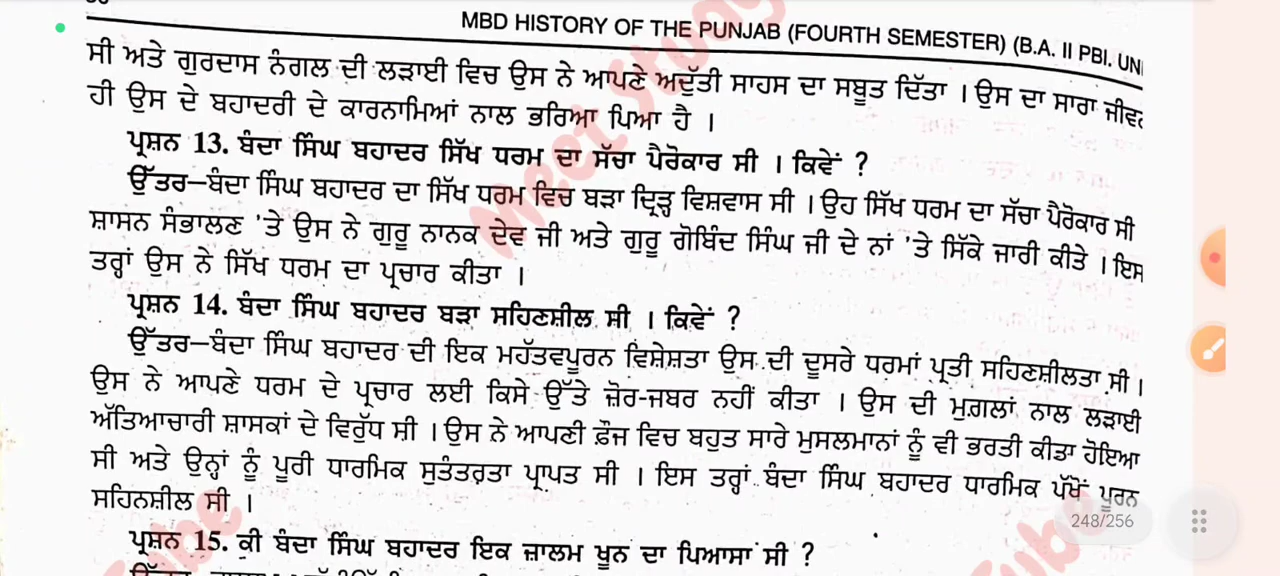 MBD HISTORY OF THE PUNJAB (FOURTH SEMESTER) (B.A. II PBI. UNI
ਸੀ ਅਤੇ ਗੁਰਦਾਸ ਨੰਗਲ ਦੀ ਲੜਾਈ ਵਿਚ ਉਸ ਨੇ ਆਪਣੇ ਅਦੁੱਤੀ ਸਾਹਸ ਦਾ ਸਬੂਤ ਦਿੱਤਾ । ਉਸ ਦਾ ਸਾਰਾ ਜੀਵਨ
ਹੀ ਉਸ ਦੇ ਬਹਾਦਰੀ ਦੇ ਕਾਰਨਾਮਿਆਂ ਨਾਲ ਭਰਿਆ ਪਿਆ ਹੈ ।
ਪ੍ਰਸ਼ਨ 13. ਬੰਦਾ ਸਿੰਘ ਬਹਾਦਰ ਸਿੱਖ ਧਰਮ ਦਾ ਸੱਚਾ ਪੈਰੋਕਾਰ ਸੀ । ਕਿਵੇਂ ?
ਉੱਤਰ–ਬੰਦਾ ਸਿੰਘ ਬਹਾਦਰ ਦਾ ਸਿੱਖ ਧਰਮ ਵਿਚ ਬੜਾ ਦ੍ਰਿੜ੍ਹ ਵਿਸ਼ਵਾਸ ਸੀ । ਉਹ ਸਿੱਖ ਧਰਮ ਦਾ ਸੱਚਾ ਪੈਰੋਕਾਰ ਸੀ
ਸ਼ਾਸਨ ਸੰਭਾਲਣ 'ਤੇ ਉਸ ਨੇ ਗੁਰੂ ਨਾਨਕ ਦੇਵ ਜੀ ਅਤੇ ਗੁਰੂ ਗੋਬਿੰਦ ਸਿੰਘ ਜੀ ਦੇ ਨਾਂ 'ਤੇ ਸਿੱਕੇ ਜਾਰੀ ਕੀਤੇ । ਇਸ
ਤਰ੍ਹਾਂ ਉਸ ਨੇ ਸਿੱਖ ਧਰਮ ਦਾ ਪ੍ਰਚਾਰ ਕੀਤਾ ।
ਪ੍ਰਸ਼ਨ 14. ਬੰਦਾ ਸਿੰਘ ਬਹਾਦਰ ਬੜਾ ਸਹਿਣਸ਼ੀਲ ਸੀ । ਕਿਵੇਂ ?
ਉੱਤਰ–ਬੰਦਾ ਸਿੰਘ ਬਹਾਦਰ ਦੀ ਇਕ ਮਹੱਤਵਪੂਰਨ ਵਿਸ਼ੇਸ਼ਤਾ ਉਸ ਦੀ ਦੂਸਰੇ ਧਰਮਾਂ ਪ੍ਰਤੀ ਸਹਿਣਸ਼ੀਲਤਾ ਸੀ ।
ਉਸ ਨੇ ਆਪਣੇ ਧਰਮ ਦੇ ਪ੍ਰਚਾਰ ਲਈ ਕਿਸੇ ਉੱਤੇ ਜ਼ੋਰ-ਜਬਰ ਨਹੀਂ ਕੀਤਾ । ਉਸ ਦੀ ਮੁਗ਼ਲਾਂ ਨਾਲ ਲੜਾਈ
ਅੱਤਿਆਚਾਰੀ ਸ਼ਾਸਕਾਂ ਦੇ ਵਿਰੁੱਧ ਸੀ । ਉਸ ਨੇ ਆਪਣੀ ਫ਼ੌਜ ਵਿਚ ਬਹੁਤ ਸਾਰੇ ਮੁਸਲਮਾਨਾਂ ਨੂੰ ਵੀ ਭਰਤੀ ਕੀਤਾ ਹੋਇਆ
ਸੀ ਅਤੇ ਉਨ੍ਹਾਂ ਨੂੰ ਪੂਰੀ ਧਾਰਮਿਕ ਸੁਤੰਤਰਤਾ ਪ੍ਰਾਪਤ ਸੀ । ਇਸ ਤਰ੍ਹਾਂ ਬੰਦਾ ਸਿੰਘ ਬਹਾਦਰ ਧਾਰਮਿਕ ਪੱਖੋਂ ਪੂਰਨ
ਸਹਿਨਸ਼ੀਲ ਸੀ ।
248/256
ਪ੍ਰਸ਼ਨ 15. ਕੀ ਬੰਦਾ ਸਿੰਘ ਬਹਾਦਰ ਇਕ ਜ਼ਾਲਮ ਖੂਨ ਦਾ ਪਿਆਸਾ ਸੀ ?